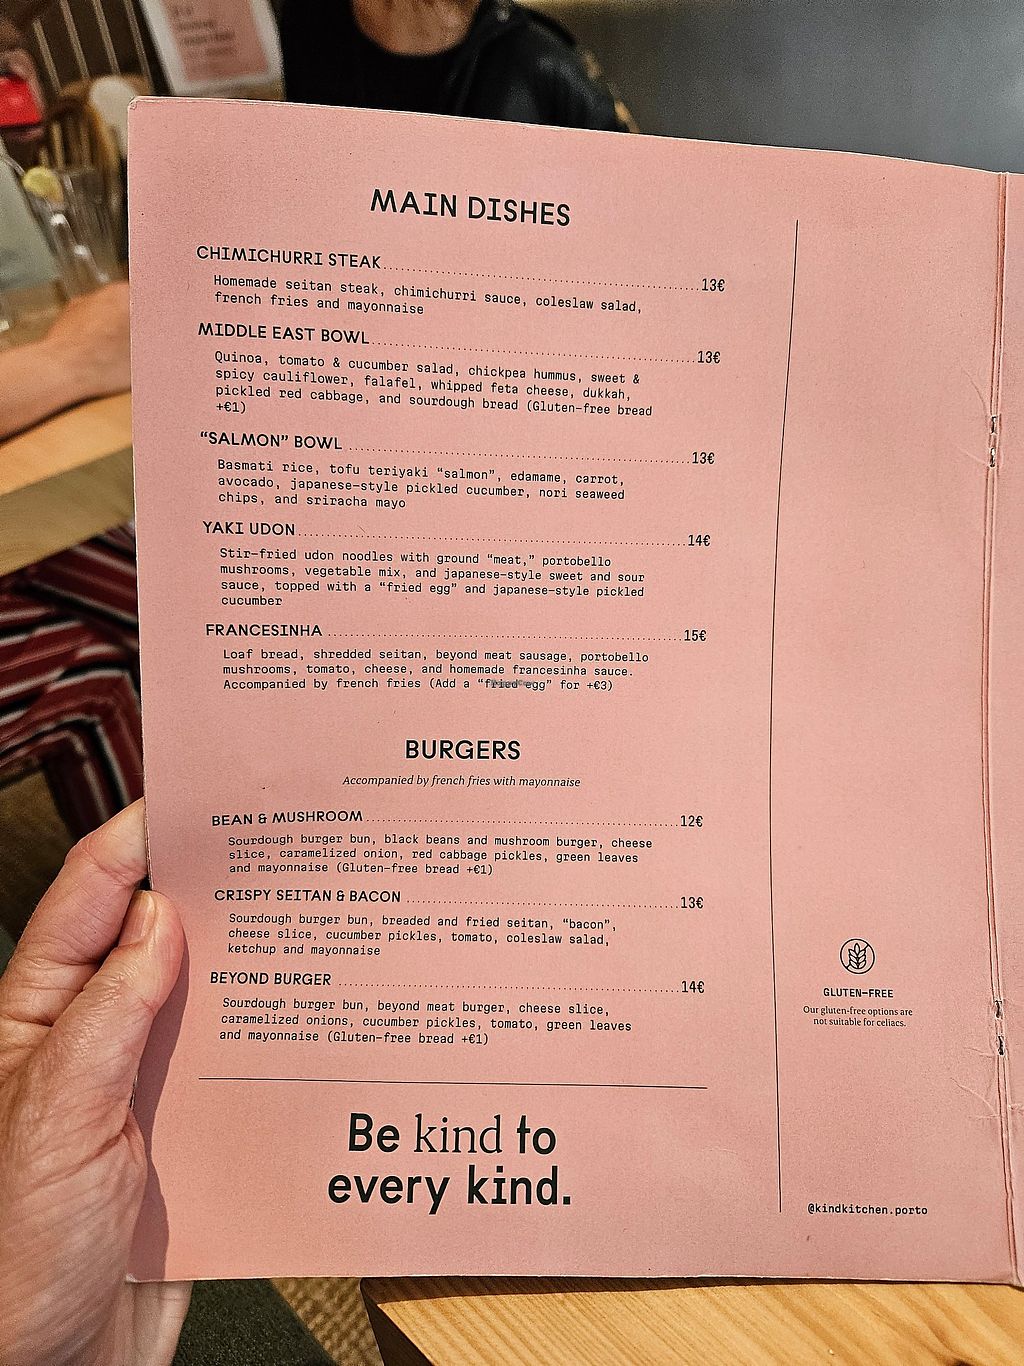 MAIN DISHES
CHIMICHURRI STEAK 13€
Homemade seitan steak, chimichurri sauce, coleslaw salad,
french fries and mayonnaise
MIDDLE EAST BOWL 13€
Quinoa, tomato & cucumber salad, chickpea hummus, sweet &
spicy cauliflower, falafel, whipped feta cheese, dukkah,
pickled red cabbage, and sourdough bread (Gluten-free bread
+€1)
“SALMON” BOWL 13€
Basmati rice, tofu teriyaki “salmon”, edamame, carrot,
avocado, japanese-style pickled cucumber, nori seaweed
chips, and sriracha mayo
YAKI UDON 14€
Stir-fried udon noodles with ground “meat,” portobello
mushrooms, vegetable mix, and japanese-style sweet and sour
sauce, topped with a “fried egg” and japanese-style pickled
cucumber
FRANCESINHA 15€
Loaf bread, shredded seitan, beyond meat sausage, portobello
mushrooms, tomato, cheese, and homemade francesinha sauce.
Accompanied by french fries (Add a “fried egg” for +€3)
BURGERS
Accompanied by french fries with mayonnaise
BEAN & MUSHROOM 12€
Sourdough burger bun, black beans and mushroom burger, cheese
slice, caramelized onion, red cabbage pickles, green leaves
and mayonnaise (Gluten-free bread +€1)
CRISPY SEITAN & BACON 13€
Sourdough burger bun, breaded and fried seitan, “bacon”,
cheese slice, cucumber pickles, tomato, coleslaw salad,
ketchup and mayonnaise
BEYOND BURGER 14€
Sourdough burger bun, beyond meat burger, cheese slice,
caramelized onions, cucumber pickles, tomato, green leaves
and mayonnaise (Gluten-free bread +€1)
Be kind to
every kind.
GLUTEN-FREE
Our gluten-free options are
not suitable for celiacs.
@kindkitchen.porto